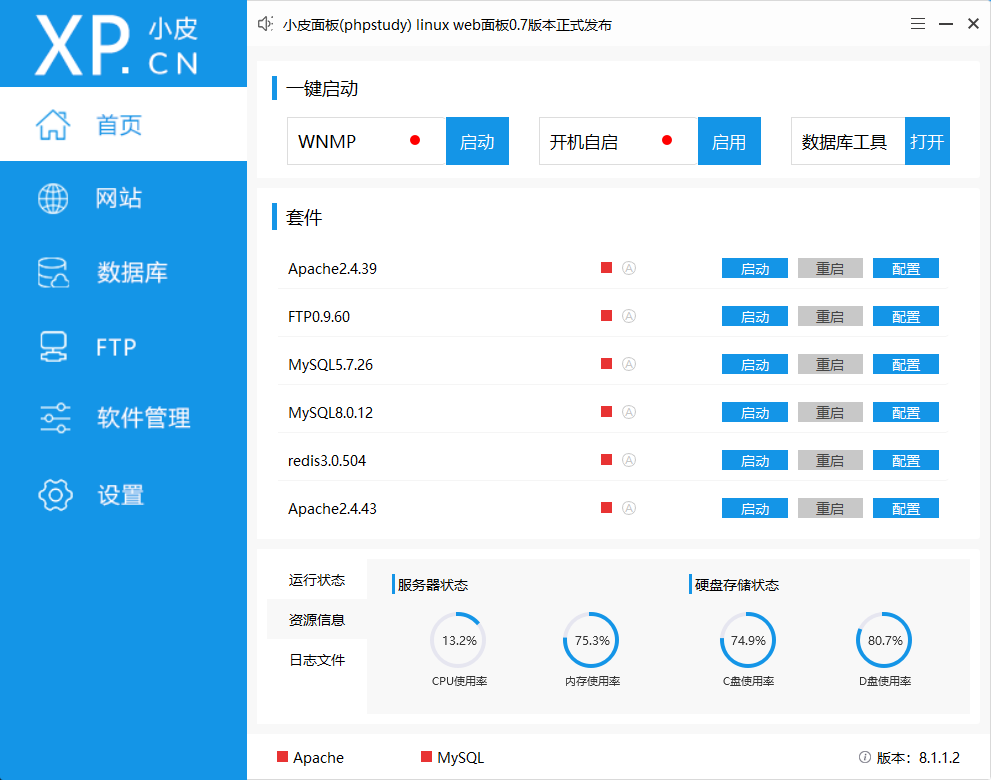 XP.CN 小皮
小皮面板(phpstudy) linux web面板0.7版本正式发布
首页
网站
数据库
FTP
软件管理
设置
一键启动
WNMP 启动 开机自启 启用 数据库工具 打开
套件
Apache2.4.39 A 启动 重启 配置
FTP0.9.60 A 启动 重启 配置
MySQL5.7.26 A 启动 重启 配置
MySQL8.0.12 A 启动 重启 配置
redis3.0.504 A 启动 重启 配置
Apache2.4.43 A 启动 重启 配置
运行状态
资源信息
日志文件
服务器状态 硬盘存储状态
13.2% 75.3% 74.9% 80.7%
CPU使用率 内存使用率 C盘使用率 D盘使用率
Apache MySQL 版本：8.1.1.2